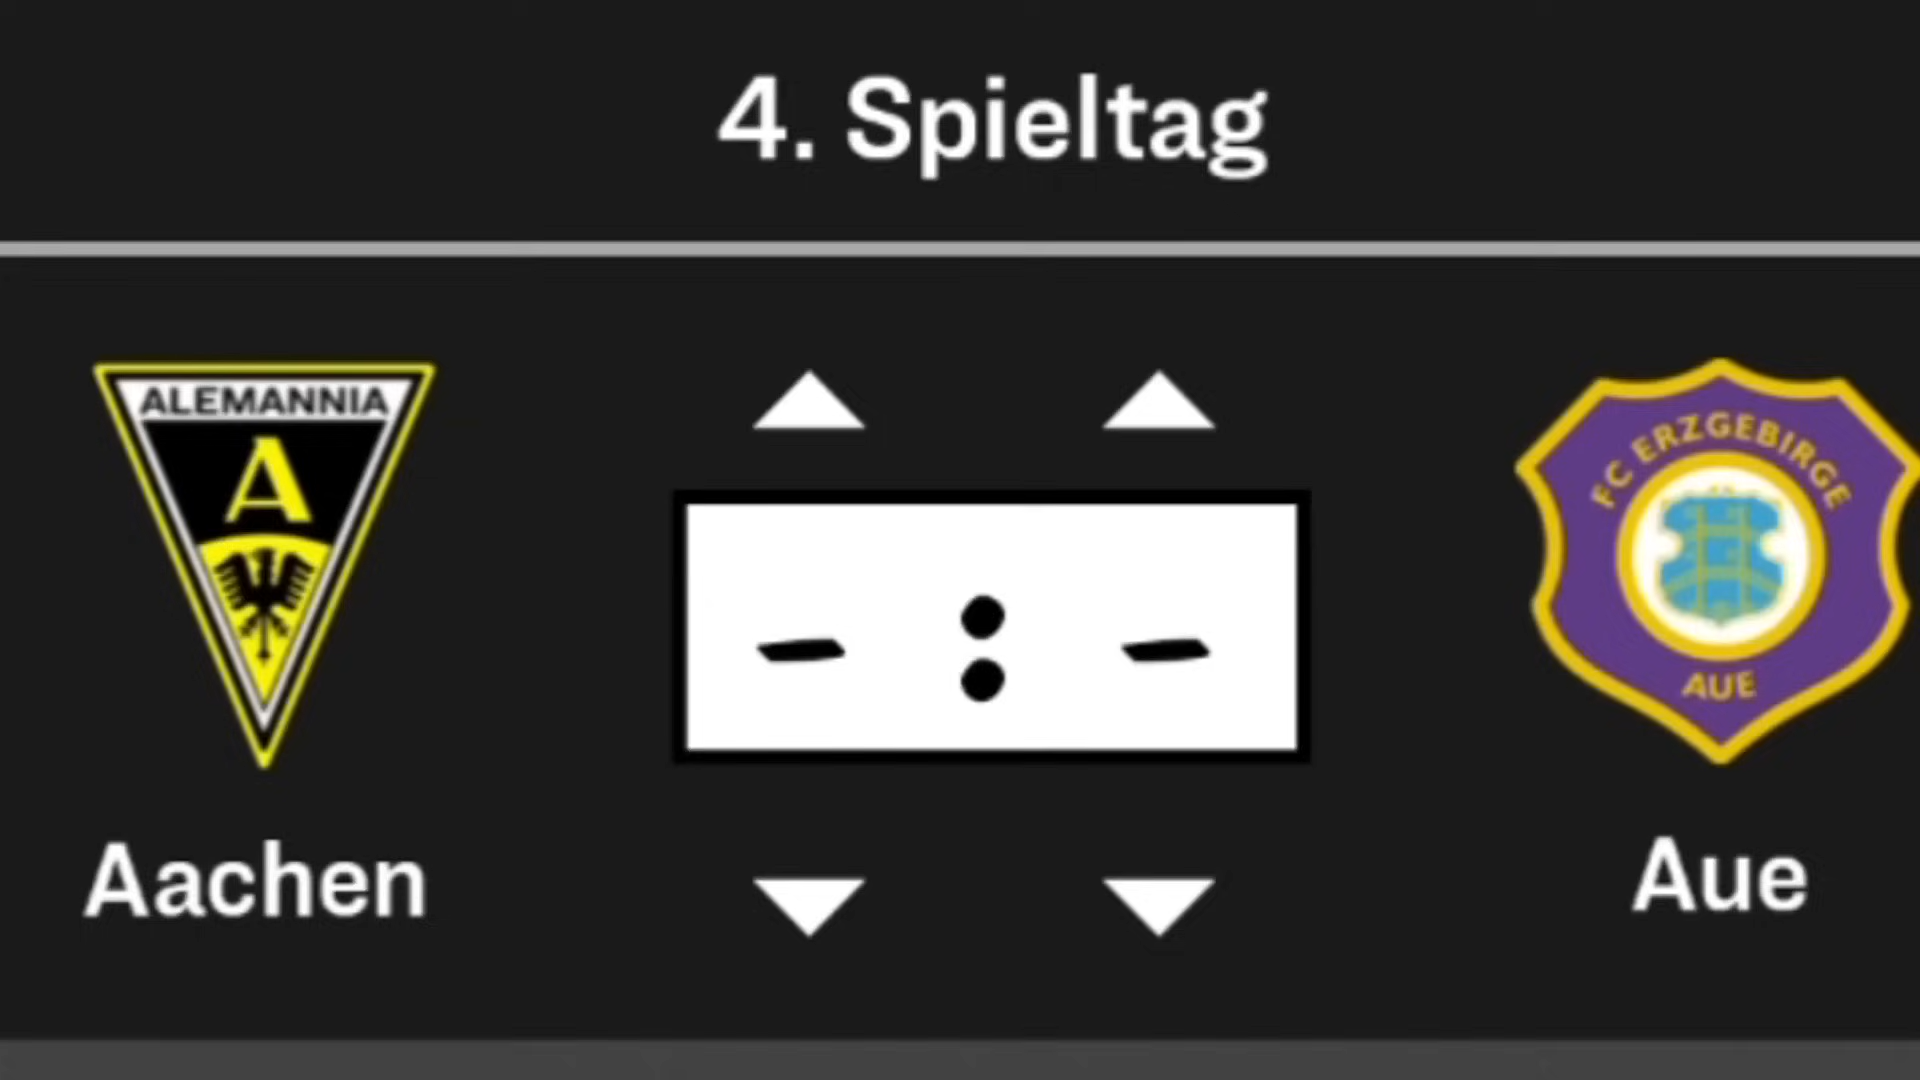 4. Spieltag
ALEMANNIA
A
FC ERZGEBIRGE
AUE
- : -
Aachen
Aue